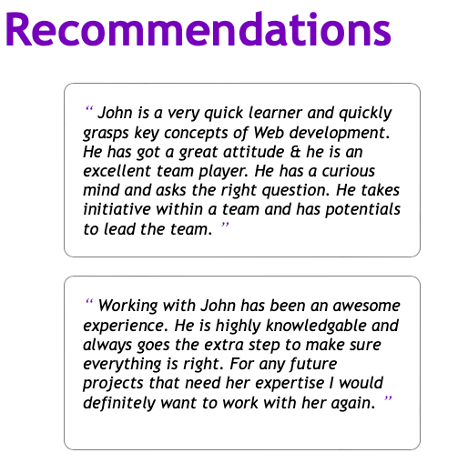 Recommendations
“ John is a very quick learner and quickly
grasps key concepts of Web development.
He has got a great attitude & he is an
excellent team player. He has a curious
mind and asks the right question. He takes
initiative within a team and has potentials
to lead the team. ”
“ Working with John has been an awesome
experience. He is highly knowledgable and
always goes the extra step to make sure
everything is right. For any future
projects that need her expertise I would
definitely want to work with her again. ”